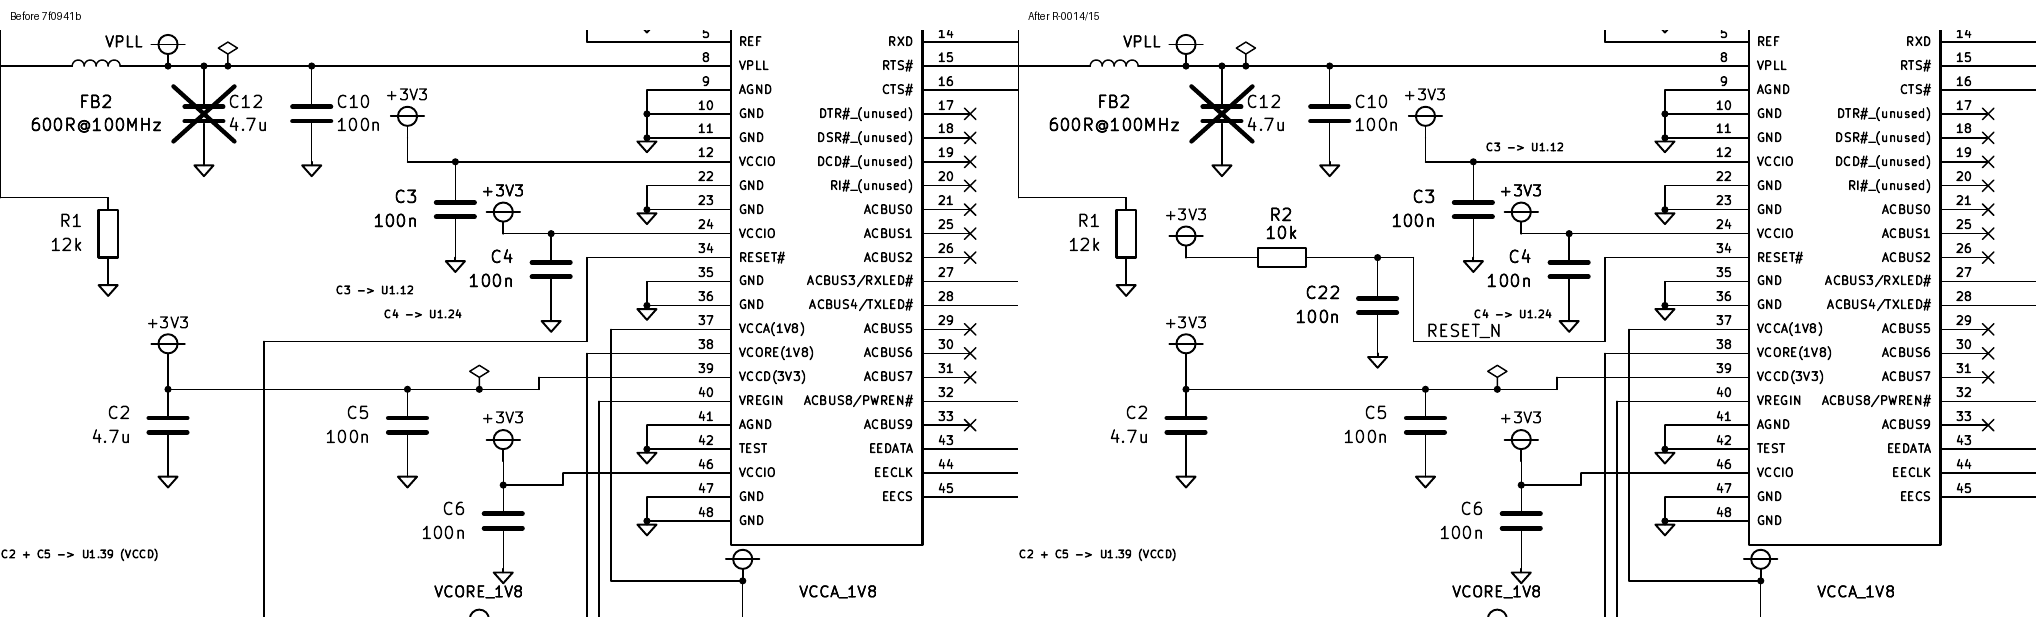 Before 7f0941b
VPLL
FB2
600R@100MHz
C12
4.7u
C10
100n
+3V3
R1
12k
C3
100n
+3V3
C4
100n
C3 -> U1.12
C4 -> U1.24
+3V3
C2
4.7u
C5
100n
+3V3
C6
100n
C2 + C5 -> U1.39 (VCCD)
VCORE_1V8
VCCA_1V8
5 REF RXD 14
8 VPLL RTS# 15
9 AGND CTS# 16
10 GND DTR#_(unused) 17
11 GND DSR#_(unused) 18
12 VCCIO DCD#_(unused) 19
22 GND RI#_(unused) 20
23 GND ACBUS0 21
24 VCCIO ACBUS1 25
34 RESET# ACBUS2 26
35 GND ACBUS3/RXLED# 27
36 GND ACBUS4/TXLED# 28
37 VCCA(1V8) ACBUS5 29
38 VCORE(1V8) ACBUS6 30
39 VCCD(3V3) ACBUS7 31
40 VREGIN ACBUS8/PWREN# 32
41 AGND ACBUS9 33
42 TEST EEDATA 43
46 VCCIO EECLK 44
47 GND EECS 45
48 GND
After R-0014/15
VPLL
FB2
600R@100MHz
C12
4.7u
C10
100n
+3V3
C3 -> U1.12
R1
12k
+3V3
R2
10k
C3
100n
+3V3
C4
100n
C22
100n
C4 -> U1.24
RESET_N
+3V3
C2
4.7u
C5
100n
+3V3
C6
100n
C2 + C5 -> U1.39 (VCCD)
VCORE_1V8
VCCA_1V8
5 REF RXD 14
8 VPLL RTS# 15
9 AGND CTS# 16
10 GND DTR#_(unused) 17
11 GND DSR#_(unused) 18
12 VCCIO DCD#_(unused) 19
22 GND RI#_(unused) 20
23 GND ACBUS0 21
24 VCCIO ACBUS1 25
34 RESET# ACBUS2 26
35 GND ACBUS3/RXLED# 27
36 GND ACBUS4/TXLED# 28
37 VCCA(1V8) ACBUS5 29
38 VCORE(1V8) ACBUS6 30
39 VCCD(3V3) ACBUS7 31
40 VREGIN ACBUS8/PWREN# 32
41 AGND ACBUS9 33
42 TEST EEDATA 43
46 VCCIO EECLK 44
47 GND EECS 45
48 GND